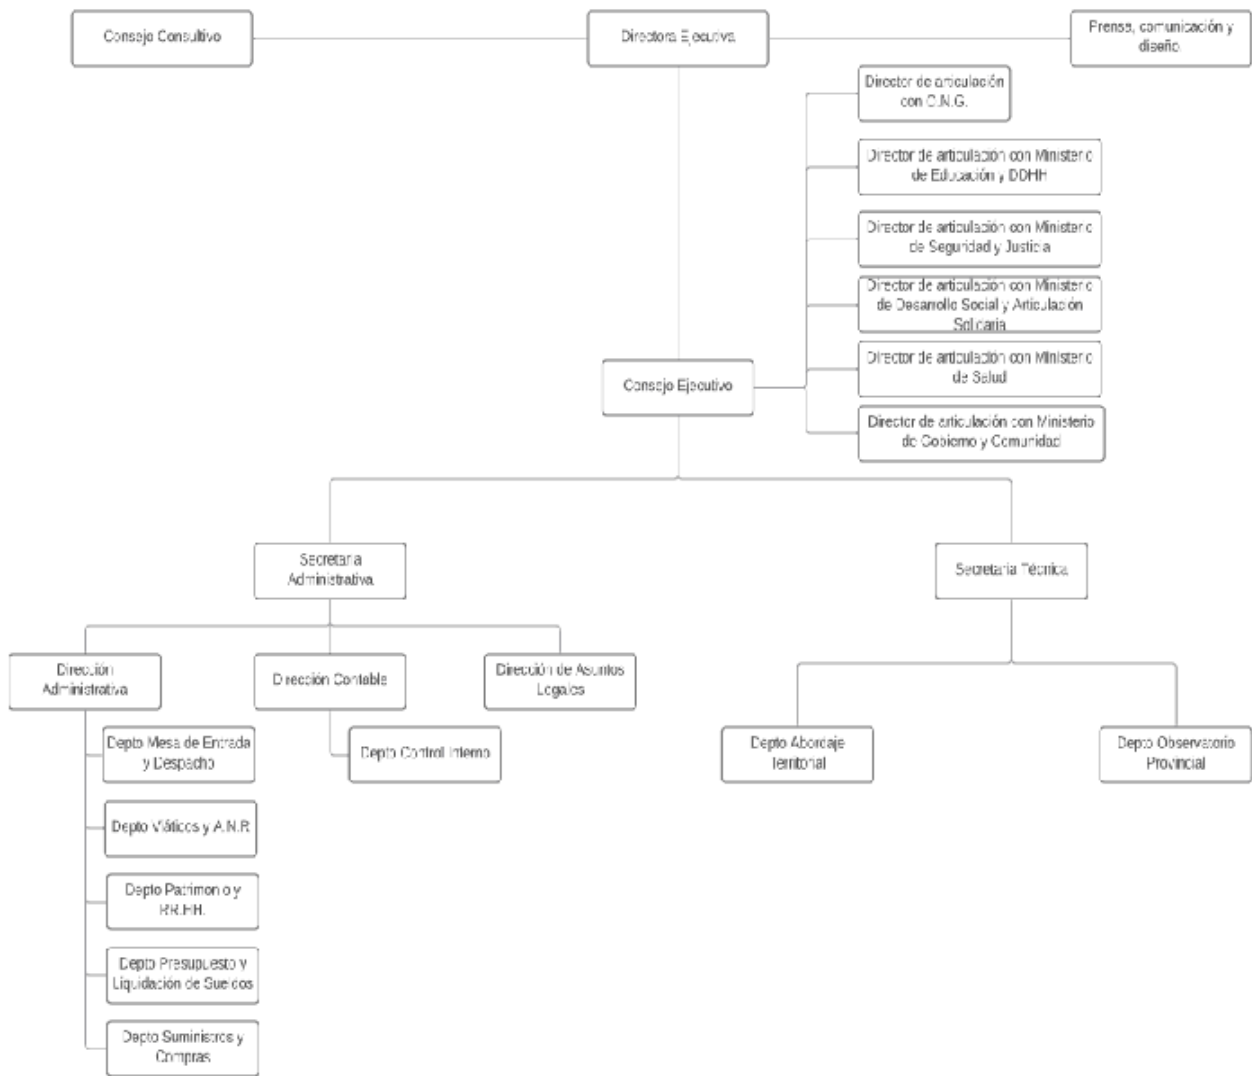 Consejo Consultivo
Directora Ejecutiva
Prensa, comunicación y
diseño.
Director de articulación
con C.N.G.
Director de articulación con Ministerio
de Educación y DDHH
Director de articulación con Ministerio
de Seguridad y Justicia
Director de articulación con Ministerio
de Desarrollo Social y Articulación
Solidaria
Director de articulación con Ministerio
de Salud
Consejo Ejecutivo
Director de articulación con Ministerio
de Gobierno y Comunidad
Secretaria
Administrativa
Secretaria Técnica
Dirección
Administrativa
Dirección Contable
Dirección de Asuntos
Legales
Depto Mesa de Entrada
y Despacho
Depto Control Interno
Depto Abordaje
Territorial
Depto Observatorio
Provincial
Depto Viáticos y A.N.R
Depto Patrimonio y
RR.HH.
Depto Presupuesto y
Liquidación de Sueldos
Depto Suministros y
Compras